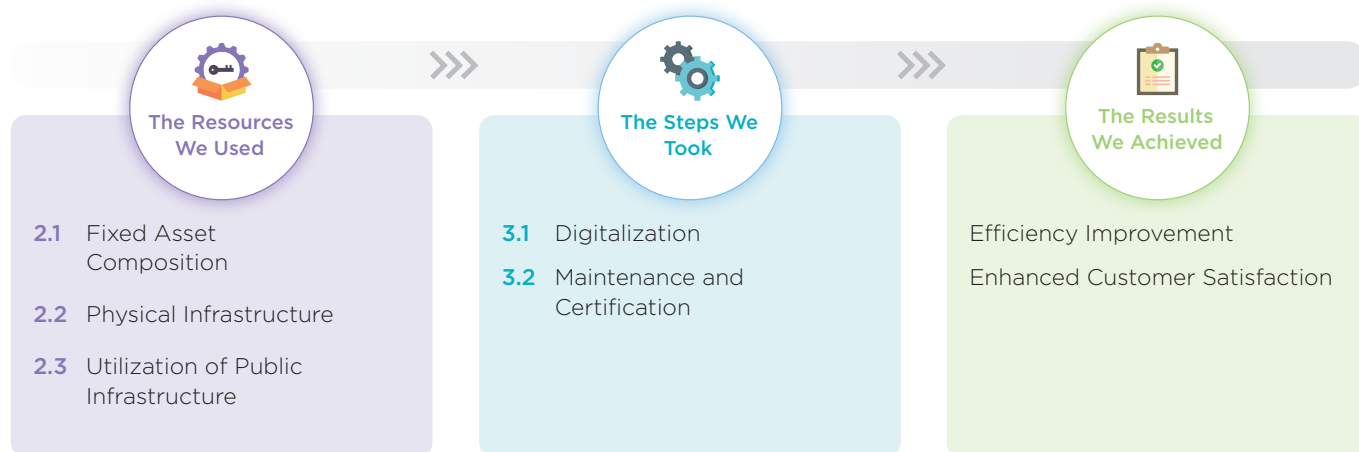 The Resources
We Used
2.1 Fixed Asset
Composition
2.2 Physical Infrastructure
2.3 Utilization of Public
Infrastructure
The Steps We
Took
3.1 Digitalization
3.2 Maintenance and
Certification
The Results
We Achieved
Efficiency Improvement
Enhanced Customer Satisfaction